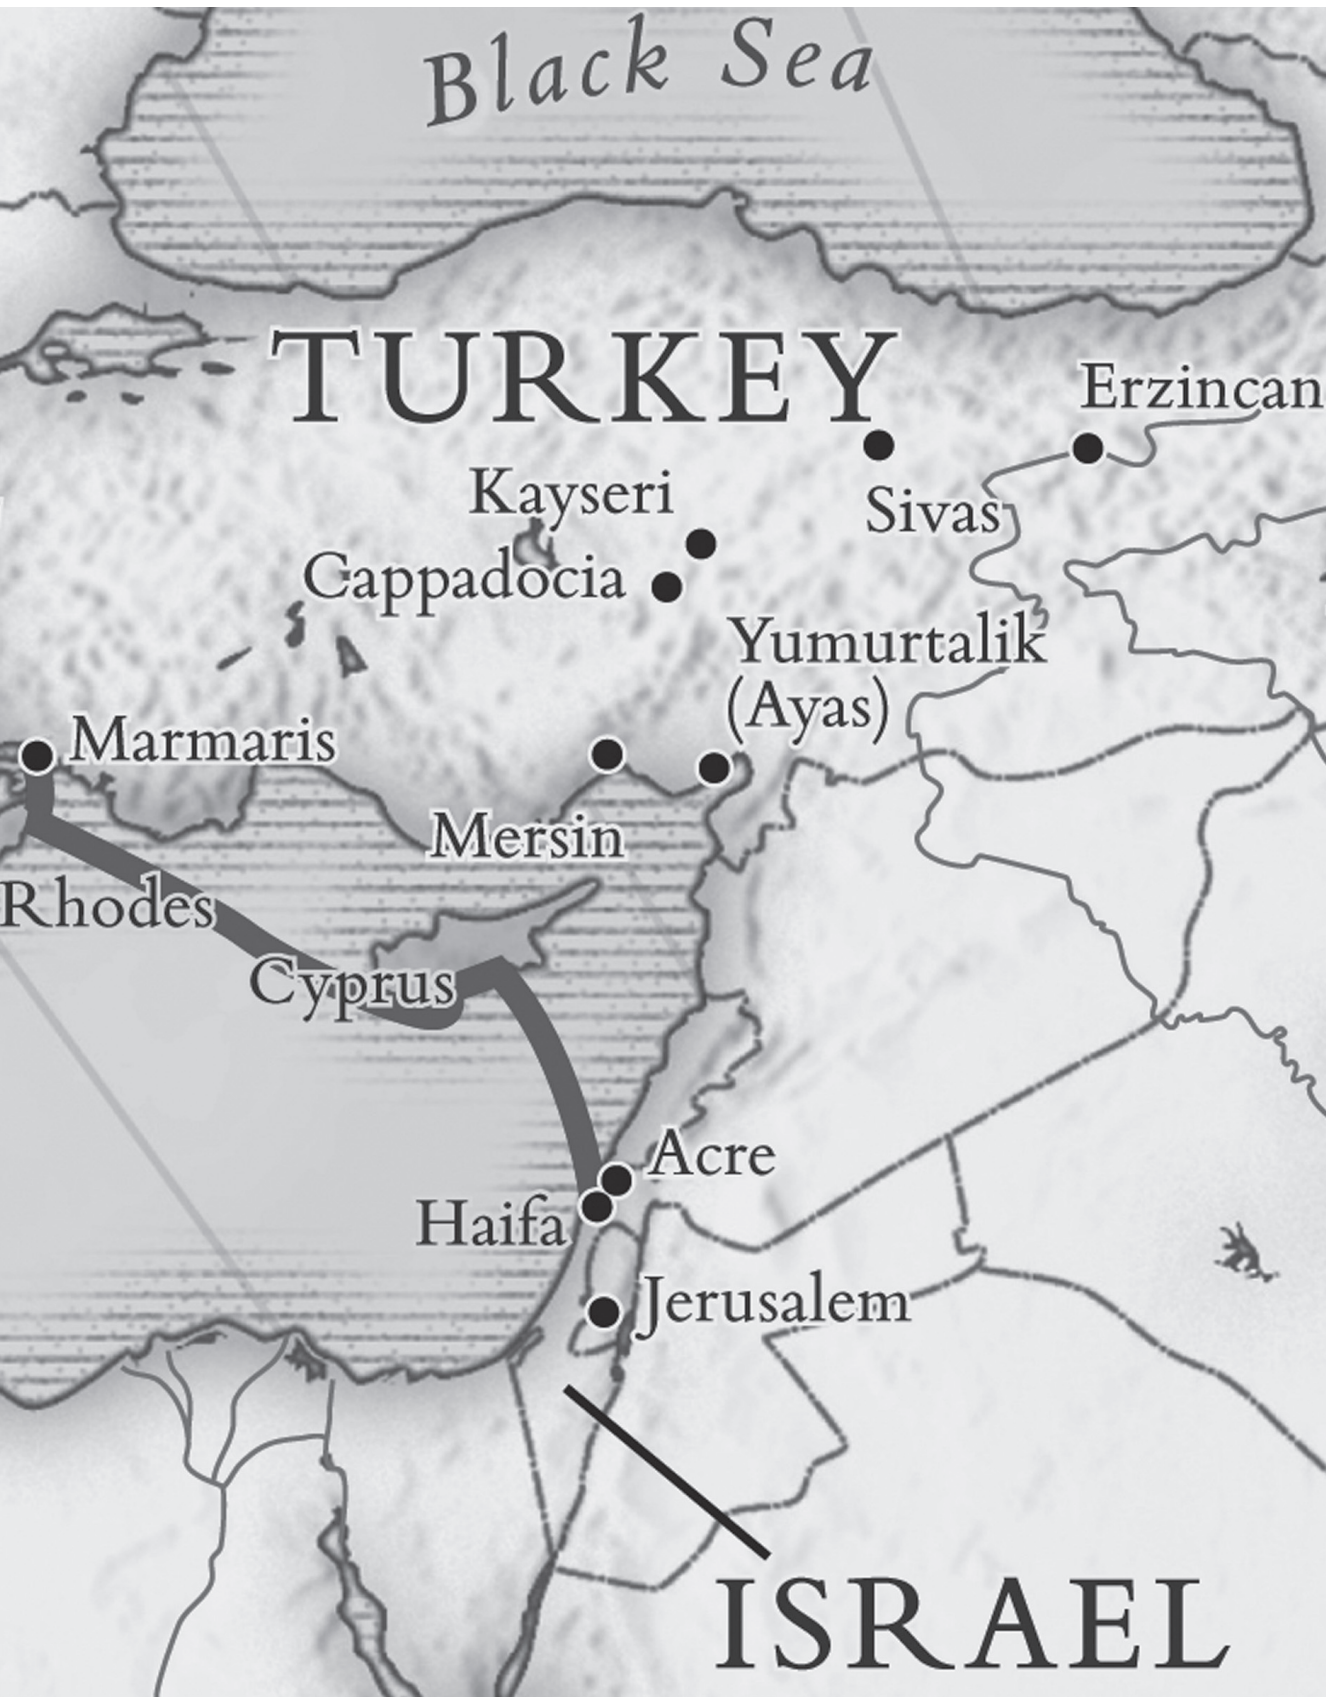 Black Sea
TURKEY
Erzincan
Kayseri
Sivas
Cappadocia
Yumurtalik
(Ayas)
Marmaris
Mersin
Rhodes
Cyprus
Acre
Haifa
Jerusalem
ISRAEL